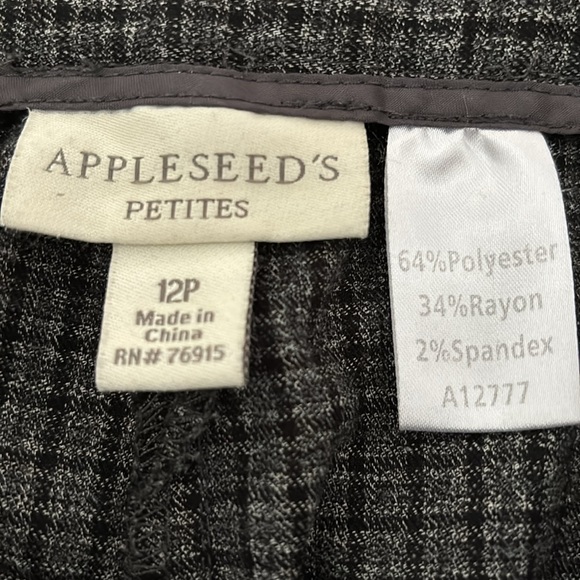 APPLESEED'S
PETITES
12P
Made in
China
RN# 76915
64%Polyester
34%Rayon
2%Spandex
A12777